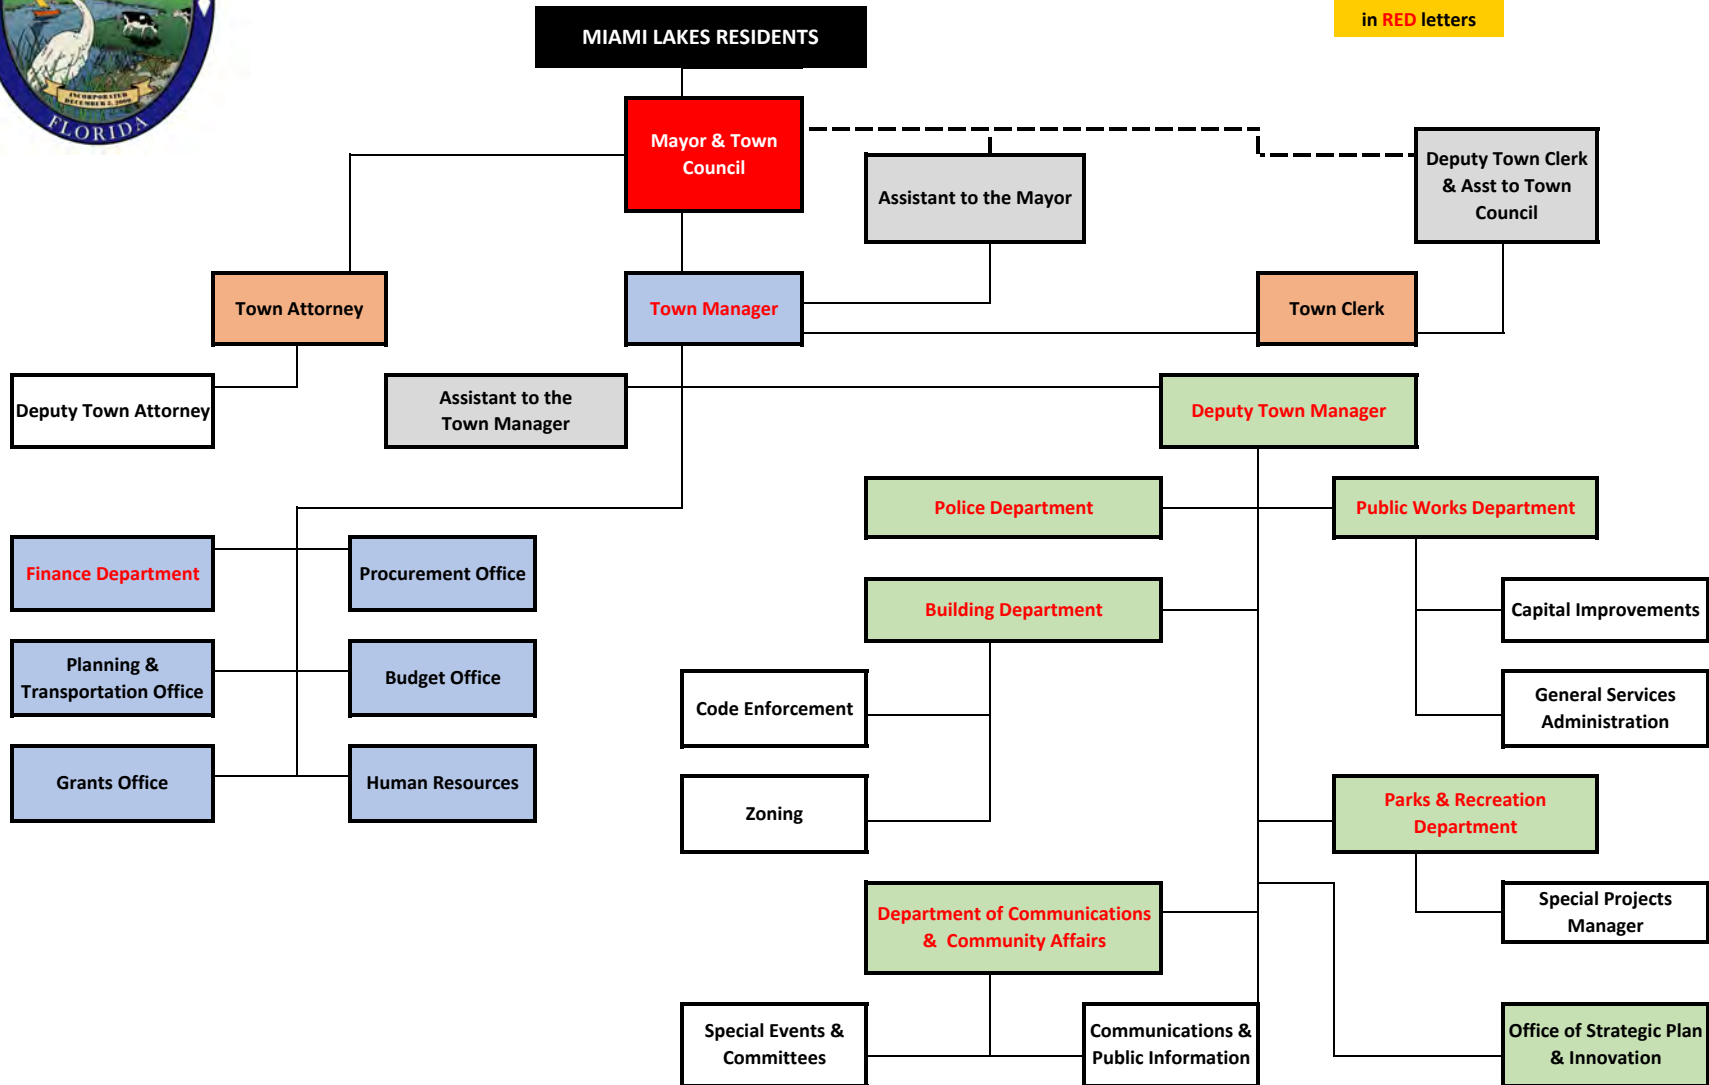 in RED letters
MIAMI LAKES RESIDENTS
INCORPORATED
DECEMBER 5, 2000
FLORIDA
Mayor & Town
Council
Assistant to the Mayor
Deputy Town Clerk
& Asst to Town
Council
Town Attorney
Town Manager
Town Clerk
Deputy Town Attorney
Assistant to the
Town Manager
Deputy Town Manager
Police Department
Public Works Department
Finance Department
Procurement Office
Building Department
Capital Improvements
Planning &
Transportation Office
Budget Office
Code Enforcement
General Services
Administration
Grants Office
Human Resources
Zoning
Parks & Recreation
Department
Department of Communications
&  Community Affairs
Special Projects
Manager
Special Events &
Committees
Communications &
Public Information
Office of Strategic Plan
& Innovation